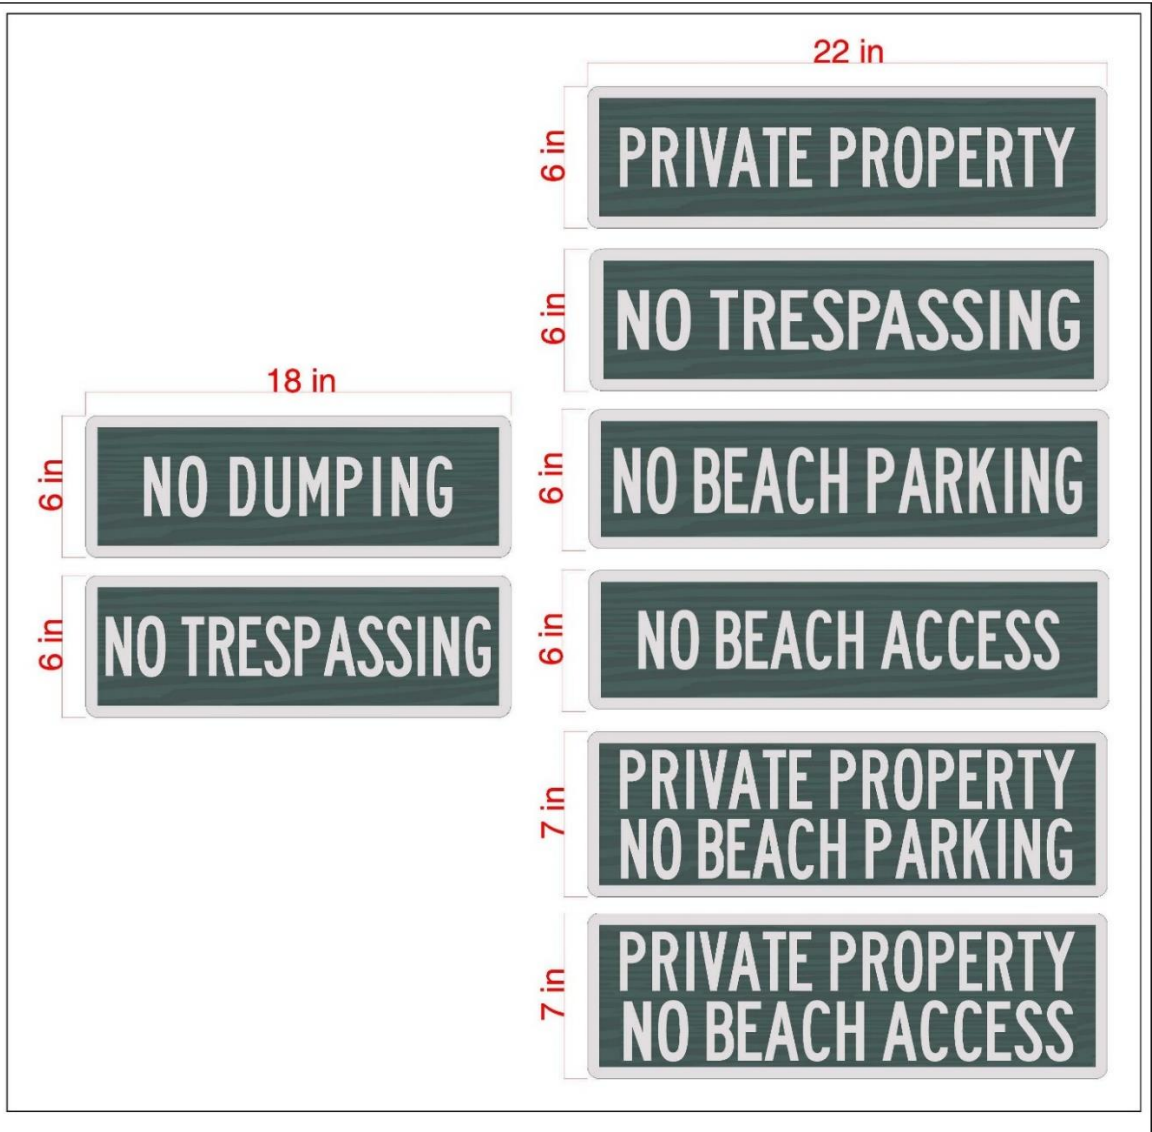 18 in
6 in
NO DUMPING
6 in
NO TRESPASSING
22 in
6 in
PRIVATE PROPERTY
6 in
NO TRESPASSING
6 in
NO BEACH PARKING
6 in
NO BEACH ACCESS
7 in
PRIVATE PROPERTY
NO BEACH PARKING
7 in
PRIVATE PROPERTY
NO BEACH ACCESS